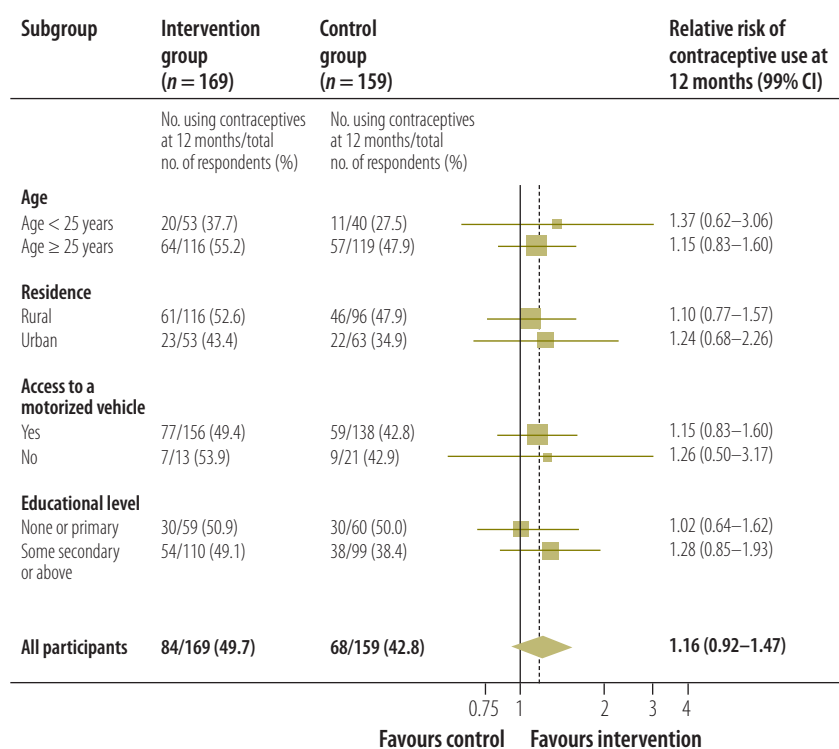 Subgroup Intervention group (n = 169) Control group (n = 159) Relative risk of contraceptive use at 12 months (99% CI)
No. using contraceptives at 12 months/total no. of respondents (%) No. using contraceptives at 12 months/total no. of respondents (%)
Age
Age < 25 years 20/53 (37.7) 11/40 (27.5) 1.37 (0.62–3.06)
Age ≥ 25 years 64/116 (55.2) 57/119 (47.9) 1.15 (0.83–1.60)
Residence
Rural 61/116 (52.6) 46/96 (47.9) 1.10 (0.77–1.57)
Urban 23/53 (43.4) 22/63 (34.9) 1.24 (0.68–2.26)
Access to a
motorized vehicle
Yes 77/156 (49.4) 59/138 (42.8) 1.15 (0.83–1.60)
No 7/13 (53.9) 9/21 (42.9) 1.26 (0.50–3.17)
Educational level
None or primary 30/59 (50.9) 30/60 (50.0) 1.02 (0.64–1.62)
Some secondary 54/110 (49.1) 38/99 (38.4) 1.28 (0.85–1.93)
or above
All participants 84/169 (49.7) 68/159 (42.8) 1.16 (0.92–1.47)
0.75 1 2 3 4
Favours control Favours intervention